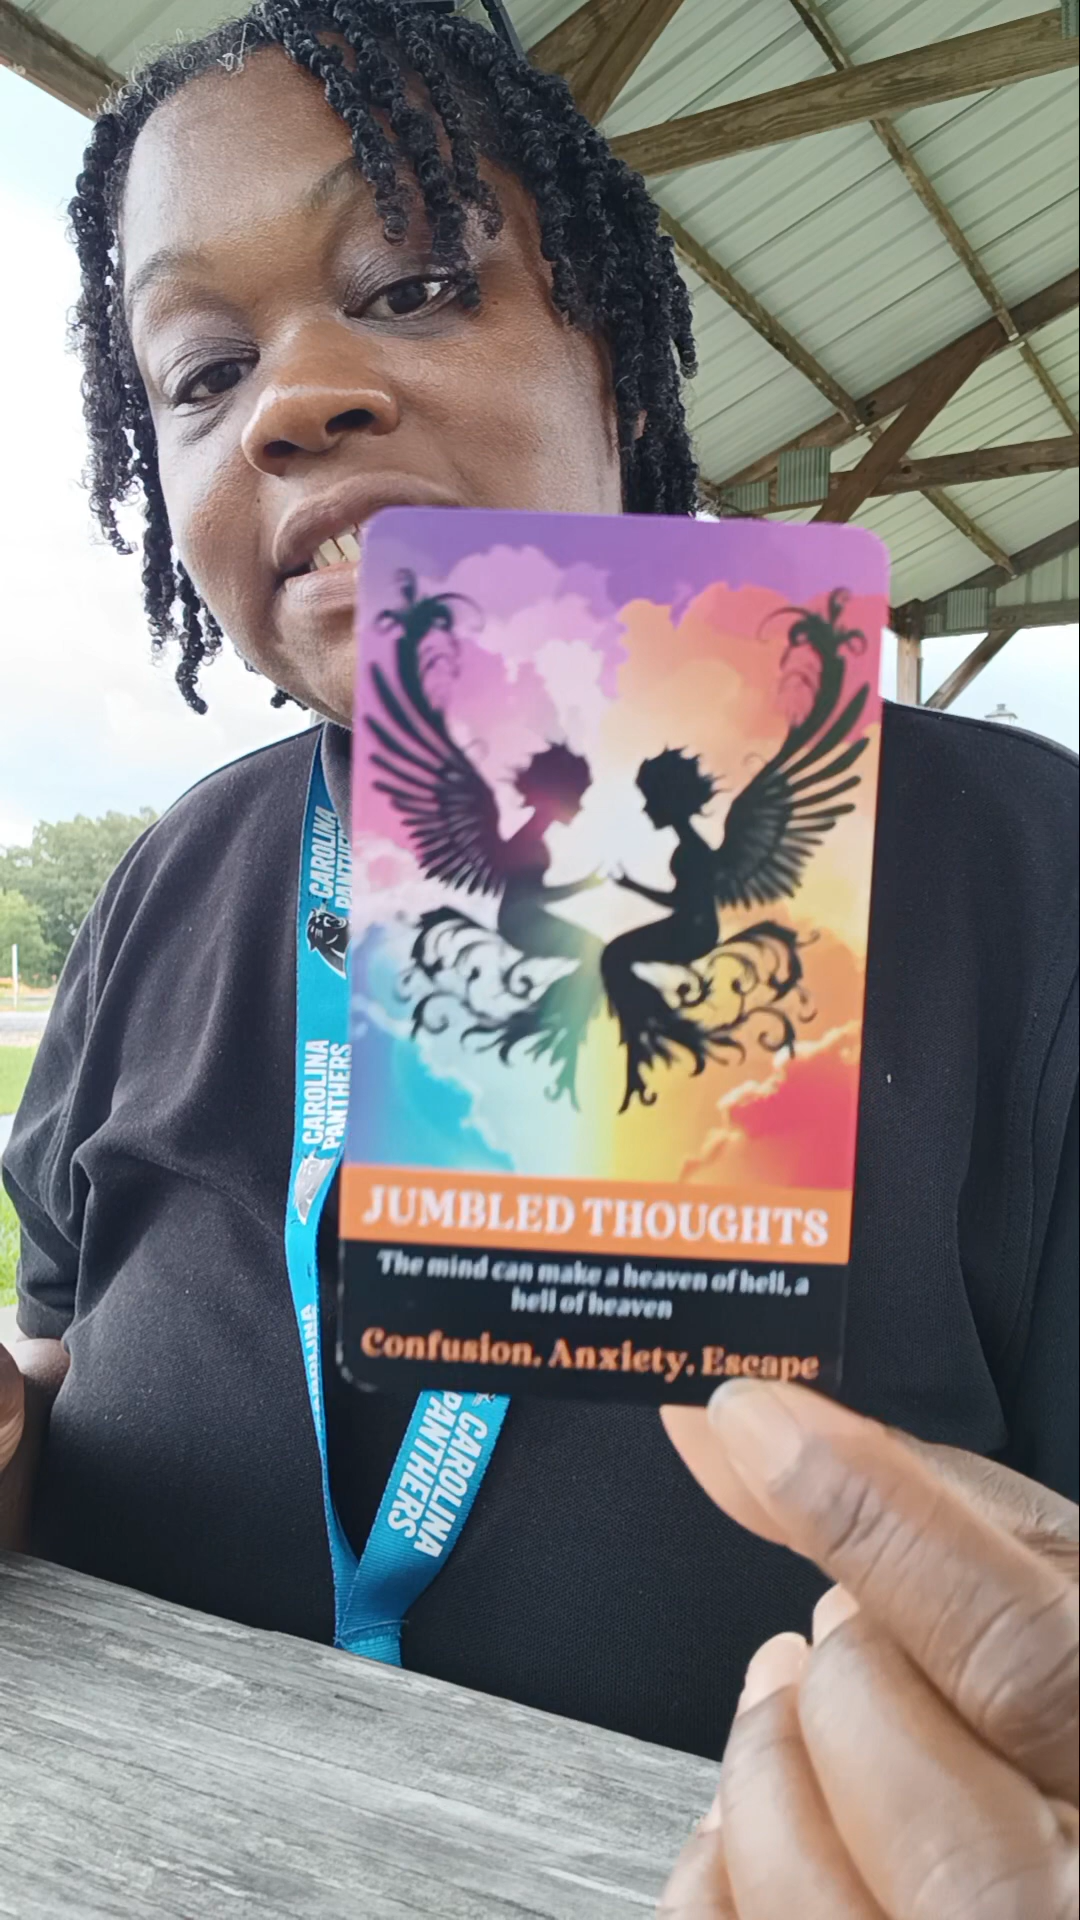 CAROLINA
PANTHERS
CAROLINA
PANTHERS
JUMBLED THOUGHTS
The mind can make a heaven of hell, a
hell of heaven
Confusion. Anxiety. Escape
CAROLINA
CAROLINA
PANTHERS